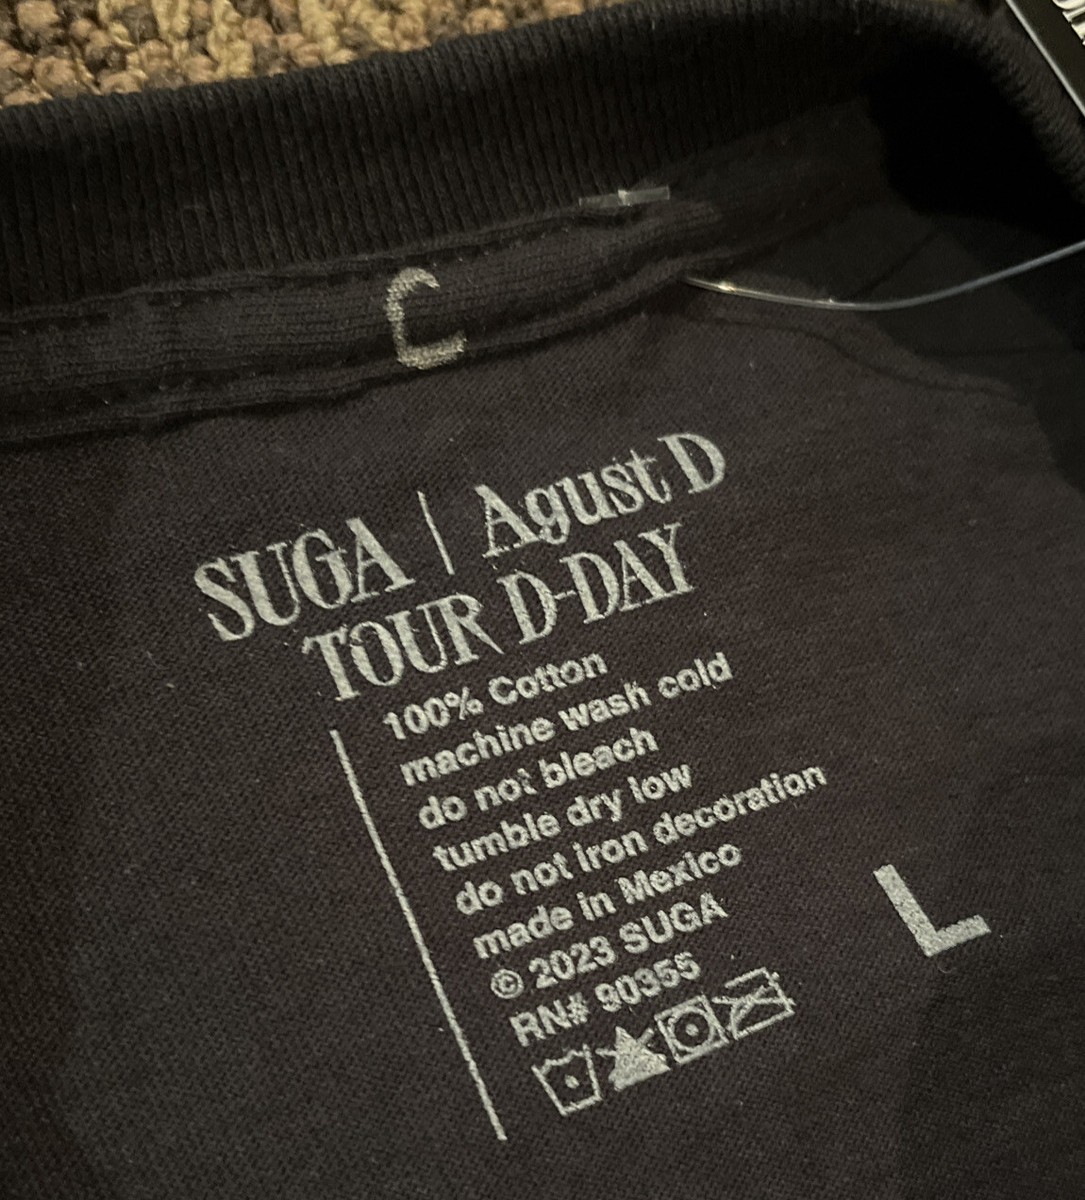 C
SUGA | Agust D
TOUR D-DAY
100% Cotton
machine wash cold
do not bleach
tumble dry low
do not iron decoration
made in Mexico
© 2023 SUGA
RN# 90355
L